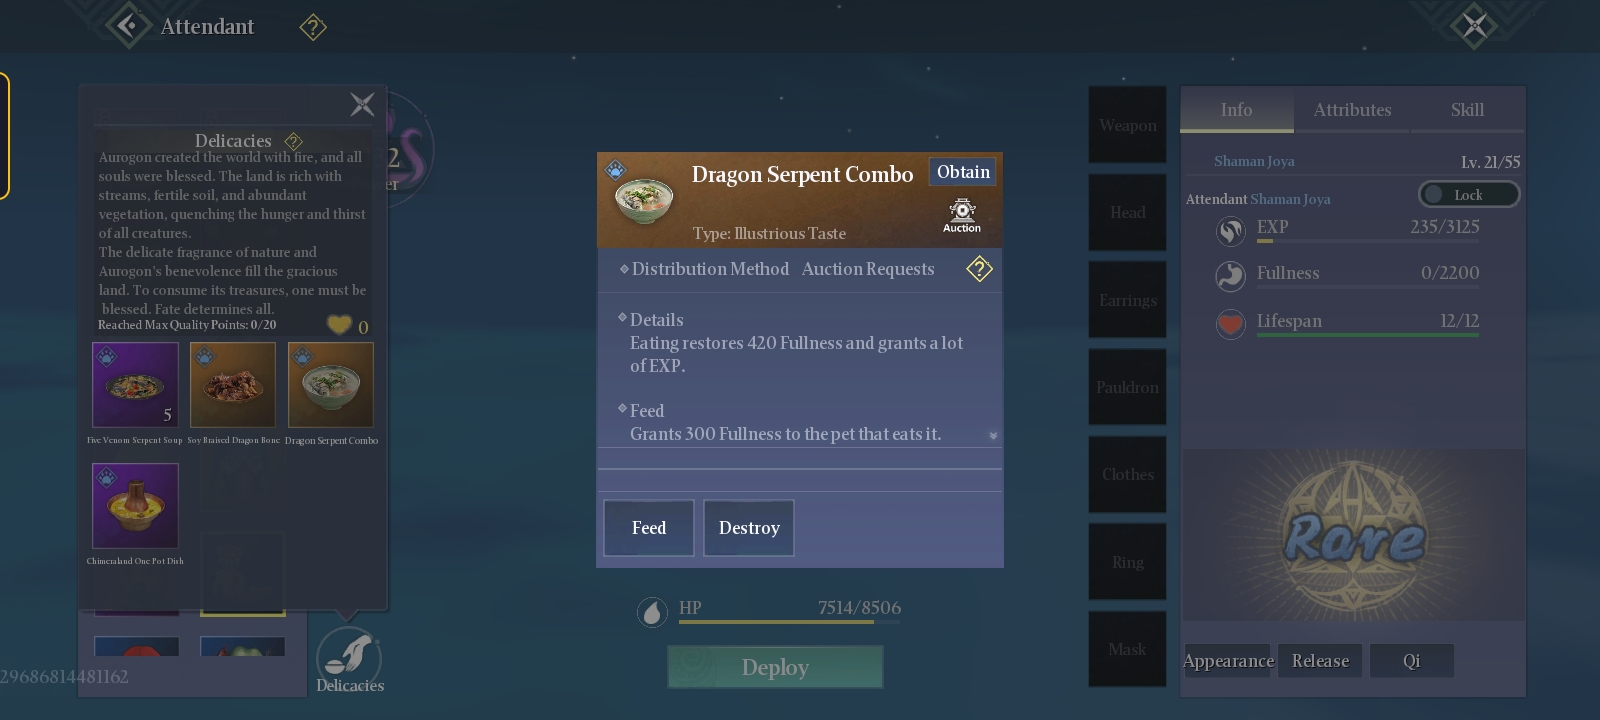 Attendant
Delicacies
Aurogon created the world with fire, and all
souls were blessed. The land is rich with
streams, fertile soil, and abundant
vegetation, quenching the hunger and thirst
of all creatures.
The delicate fragrance of nature and
Aurogon's benevolence fill the gracious
land. To consume its treasures, one must be
blessed. Fate determines all.
Reached Max Quality Points: 0/20
0
5
Five Venom Serpent Soup
Soy Braised Dragon Bone
Dragon Serpent Combo
Chimeraland One Pot Dish
29686814481162
Delicacies
Dragon Serpent Combo
Obtain
Auction
Type: Illustrious Taste
Distribution Method Auction Requests
Details
Eating restores 420 Fullness and grants a lot
of EXP.
Feed
Grants 300 Fullness to the pet that eats it.
Feed
Destroy
HP 7514/8506
Deploy
Weapon
Head
Earrings
Pauldron
Clothes
Ring
Mask
Info
Attributes
Skill
Shaman Joya
Lv. 21/55
Attendant Shaman Joya
Lock
EXP 235/3125
Fullness 0/2200
Lifespan 12/12
Rare
Appearance
Release
Qi